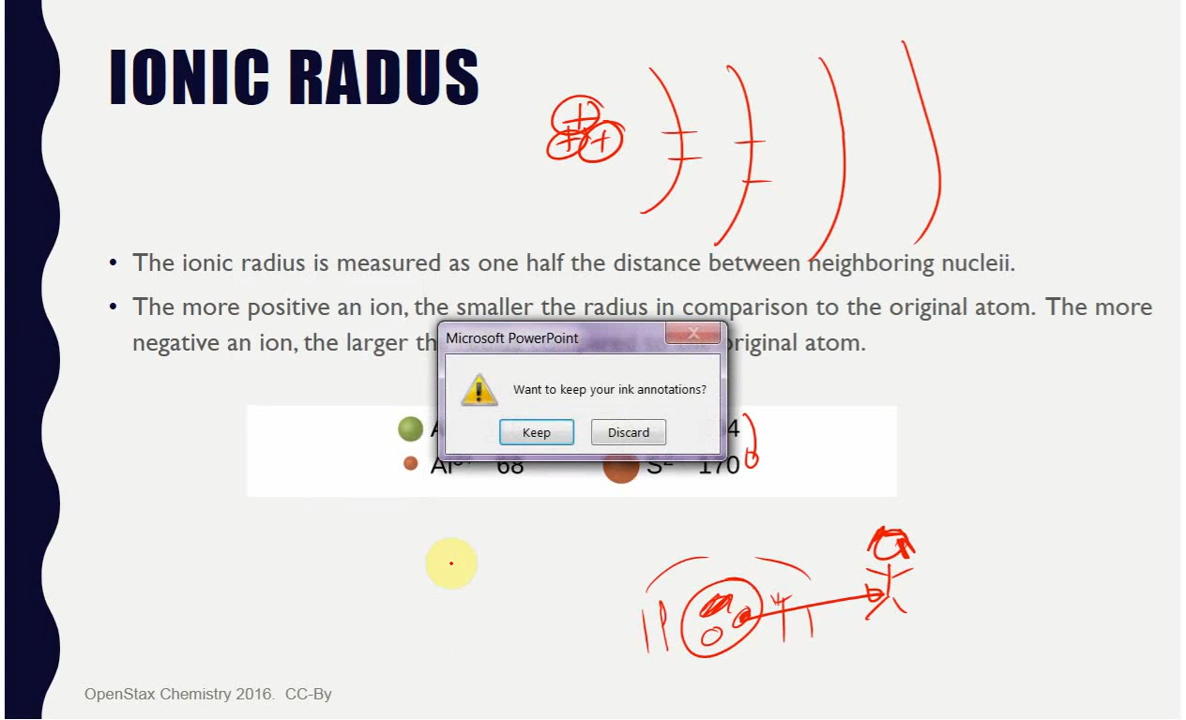 IONIC RADUS
• The ionic radius is measured as one half the distance between neighboring nucleii.
• The more positive an ion, the smaller the radius in comparison to the original atom. The more
negative an ion, the larger th original atom.
Microsoft PowerPoint
Want to keep your ink annotations?
Keep Discard
4
68 170
OpenStax Chemistry 2016. CC-By